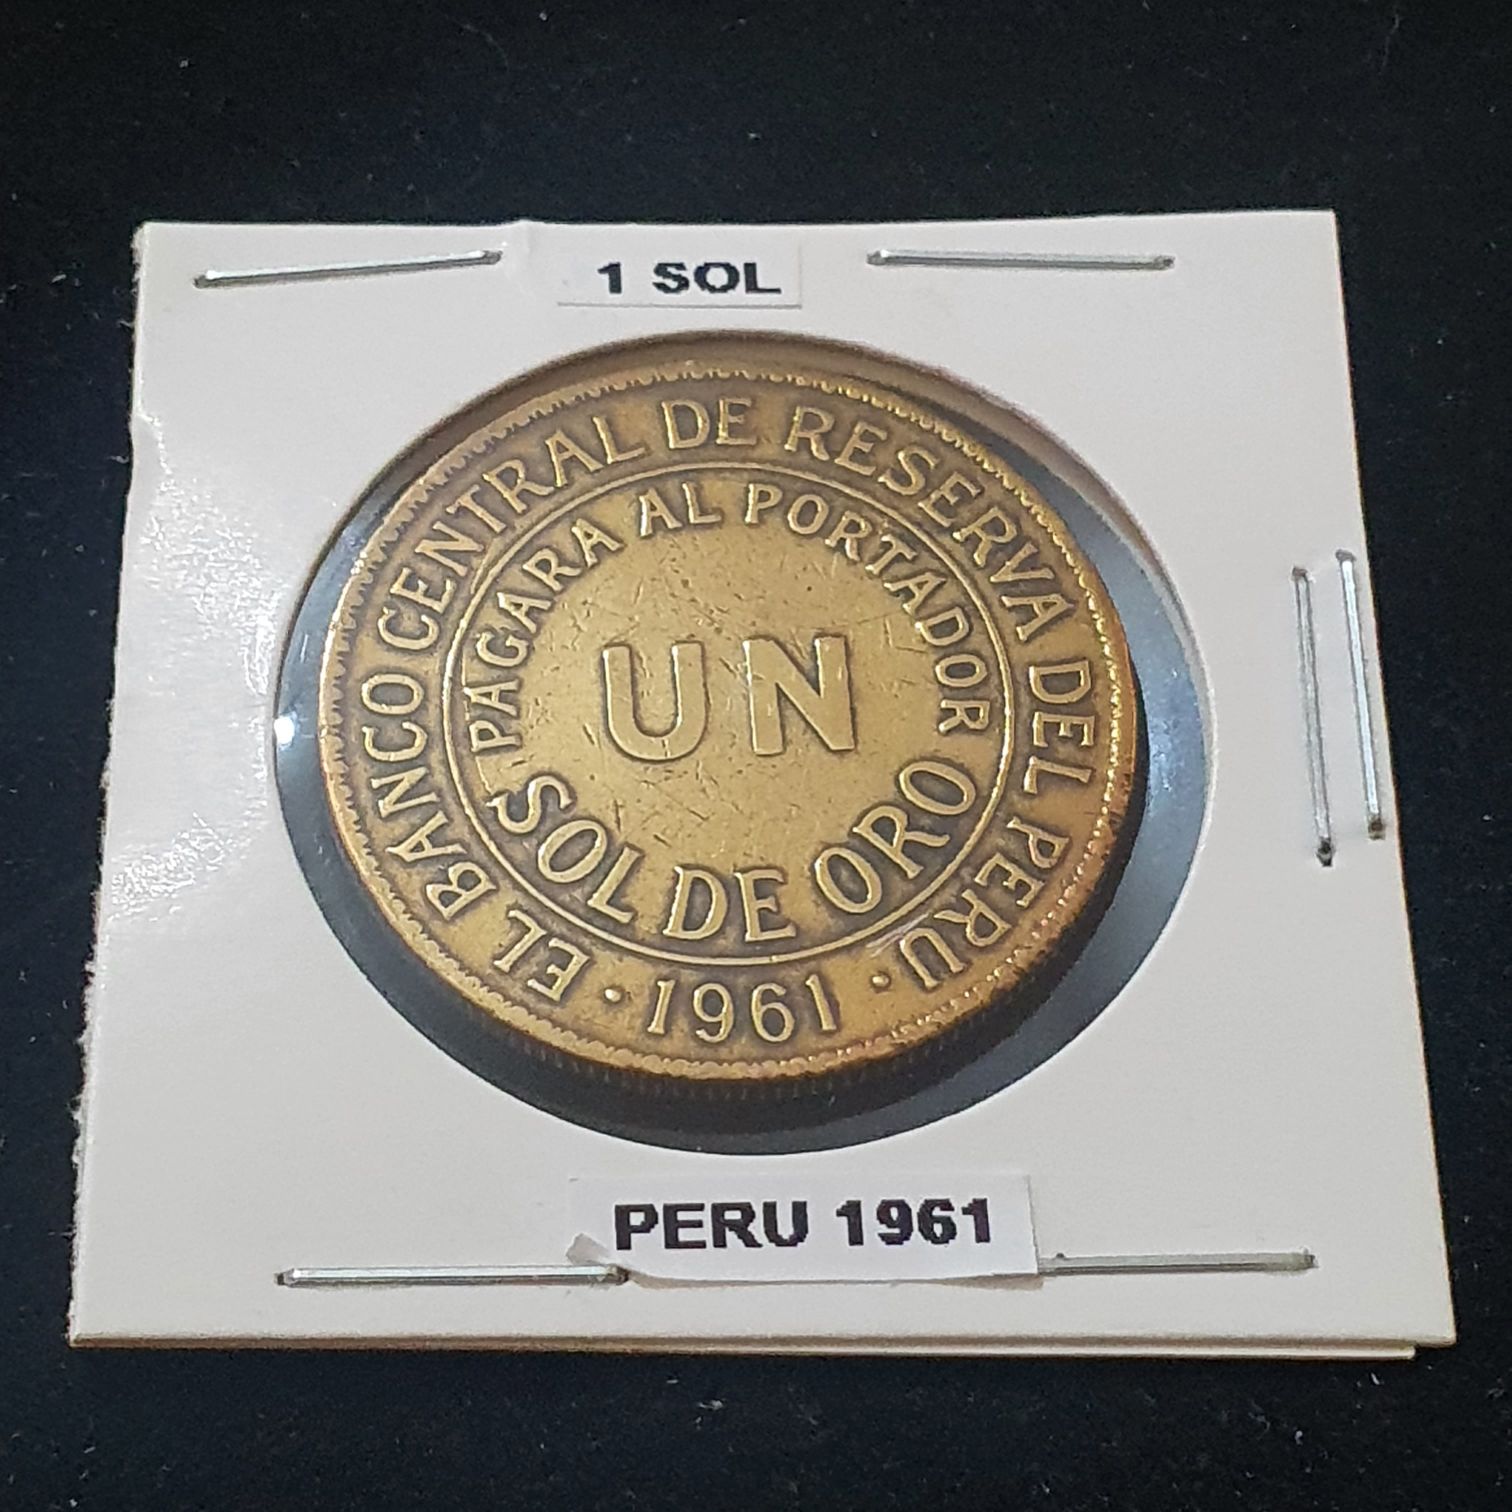 1 SOL
EL BANCO CENTRAL DE RESERVA DEL PERU
PAGARA AL PORTADOR
UN
SOL DE ORO
· 1961 ·
PERU 1961